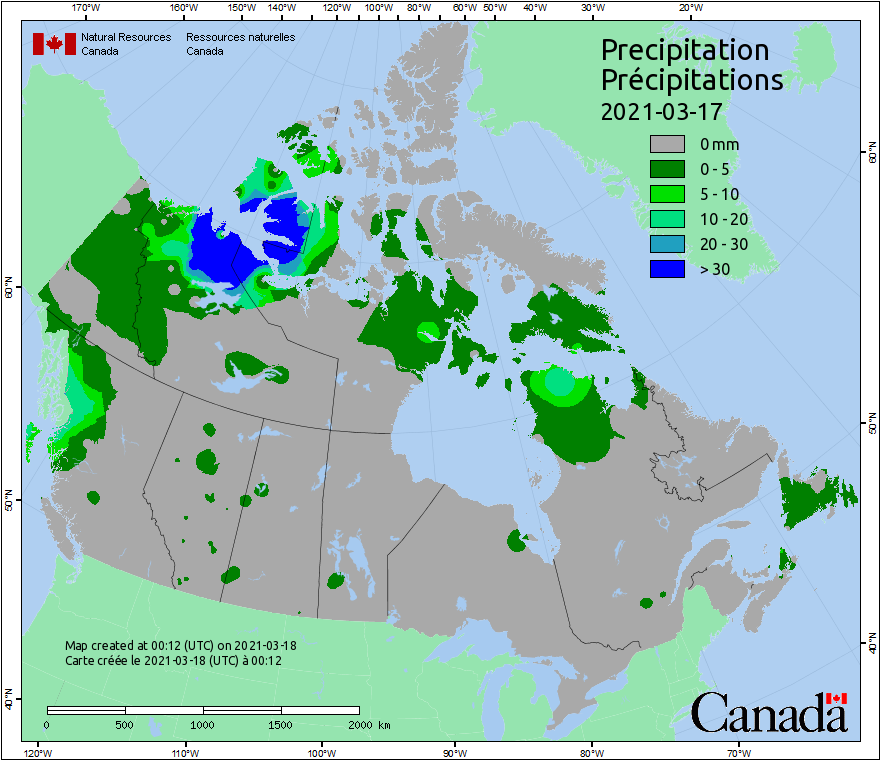 170°W 160°W 150°W 140°W 120°W 100°W 80°W 60°W 50°W 40°W 30°W 20°W
Natural Resources Ressources naturelles
Canada Canada
Precipitation
Précipitations
2021-03-17
0 mm
0 - 5
5 - 10
10 - 20
20 - 30
> 30
60°N
60°N
50°N
50°N
40°N
40°N
Map created at 00:12 (UTC) on 2021-03-18
Carte créée le 2021-03-18 (UTC) à 00:12
0 500 1000 1500 2000 km
Canada
120°W 110°W 100°W 90°W 80°W 70°W